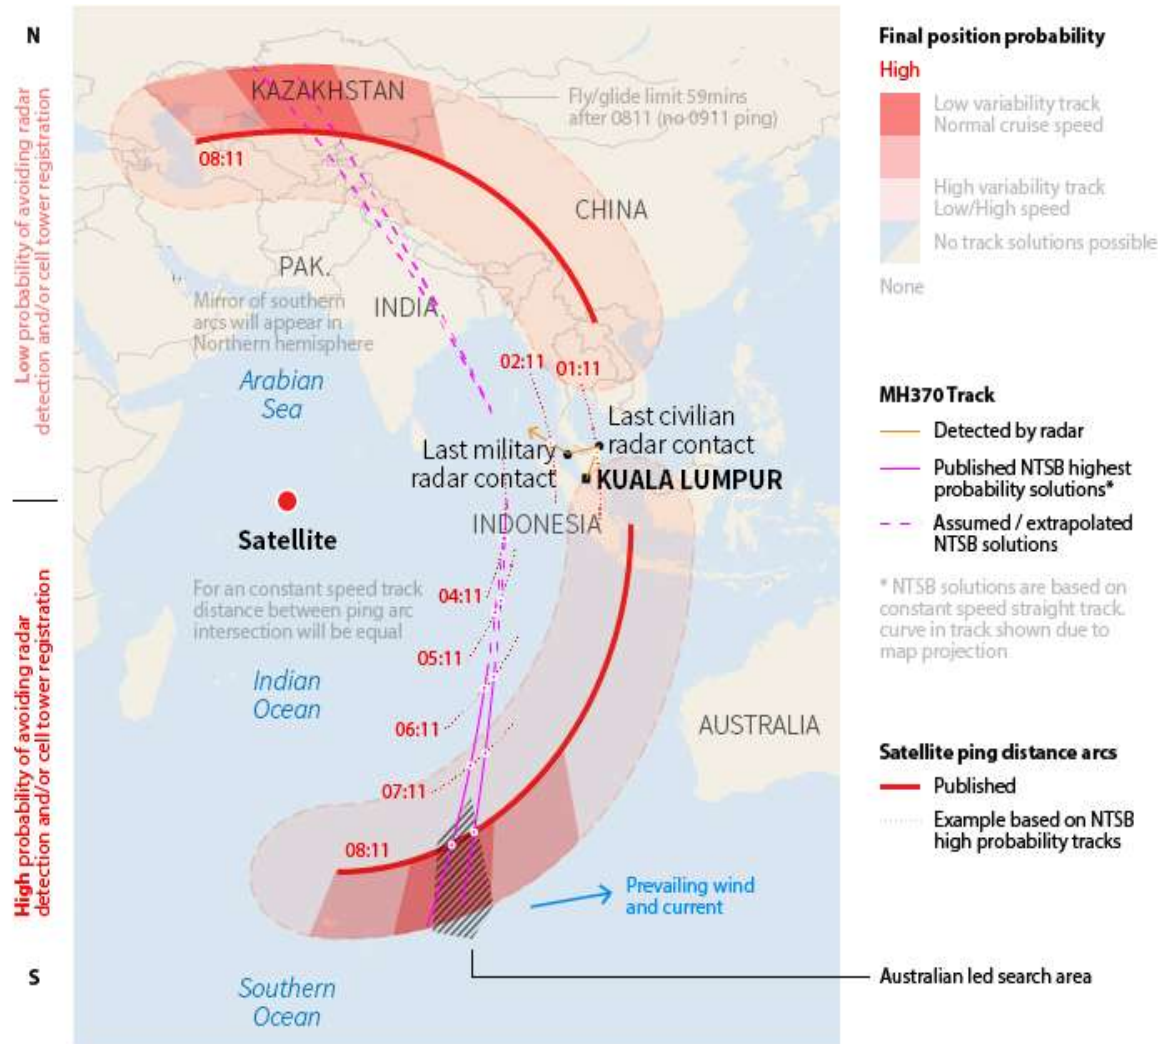 N
Low probability of avoiding radar
detection and/or cell tower registration
High probability of avoiding radar
detection and/or cell tower registration
S
KAZAKHSTAN
Fly/glide limit 59mins
after 0811 (no 0911 ping)
08:11
CHINA
PAK.
INDIA
Mirror of southern
arcs will appear in
Northern hemisphere
Arabian
Sea
02:11
01:11
Last civilian
radar contact
Last military
radar contact
KUALA LUMPUR
INDONESIA
Satellite
For an constant speed track
distance between ping arc
intersection will be equal
04:11
05:11
Indian
Ocean
06:11
AUSTRALIA
07:11
08:11
Prevailing wind
and current
Southern
Ocean
Final position probability
High
Low variability track
Normal cruise speed
High variability track
Low/High speed
No track solutions possible
None
MH370 Track
Detected by radar
Published NTSB highest
probability solutions*
Assumed / extrapolated
NTSB solutions
* NTSB solutions are based on
constant speed straight track.
curve in track shown due to
map projection
Satellite ping distance arcs
Published
Example based on NTSB
high probability tracks
Australian led search area